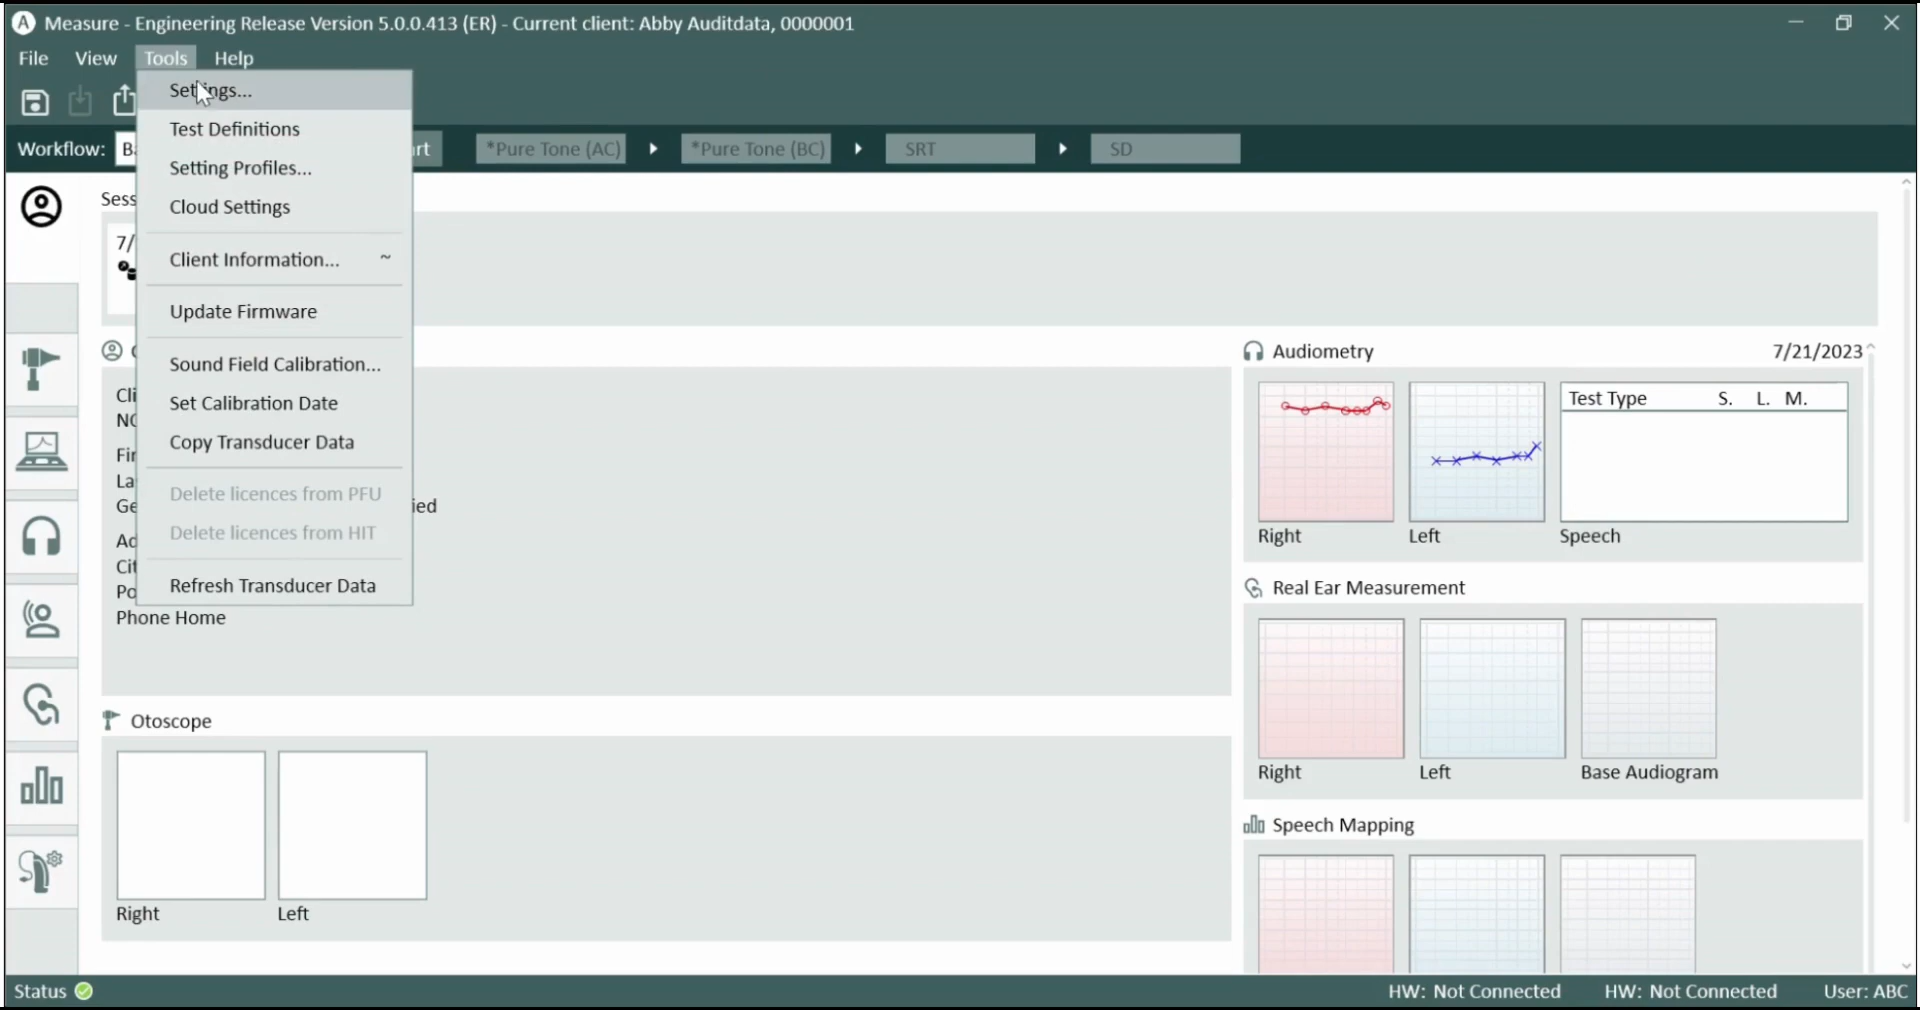 Measure - Engineering Release Version 5.0.0.413 (ER) - Current client: Abby Auditdata, 0000001
File View Tools Help
Settings...
Test Definitions
Setting Profiles...
Cloud Settings
Client Information... ~
Update Firmware
Sound Field Calibration...
Set Calibration Date
Copy Transducer Data
Delete licences from PFU
Delete licences from HIT
Refresh Transducer Data
Workflow: *Pure Tone (AC) *Pure Tone (BC) SRT SD
Phone Home
Otoscope
Right Left
Audiometry 7/21/2023
Test Type S. L. M.
Right Left Speech
Real Ear Measurement
Right Left Base Audiogram
Speech Mapping
Status HW: Not Connected HW: Not Connected User: ABC